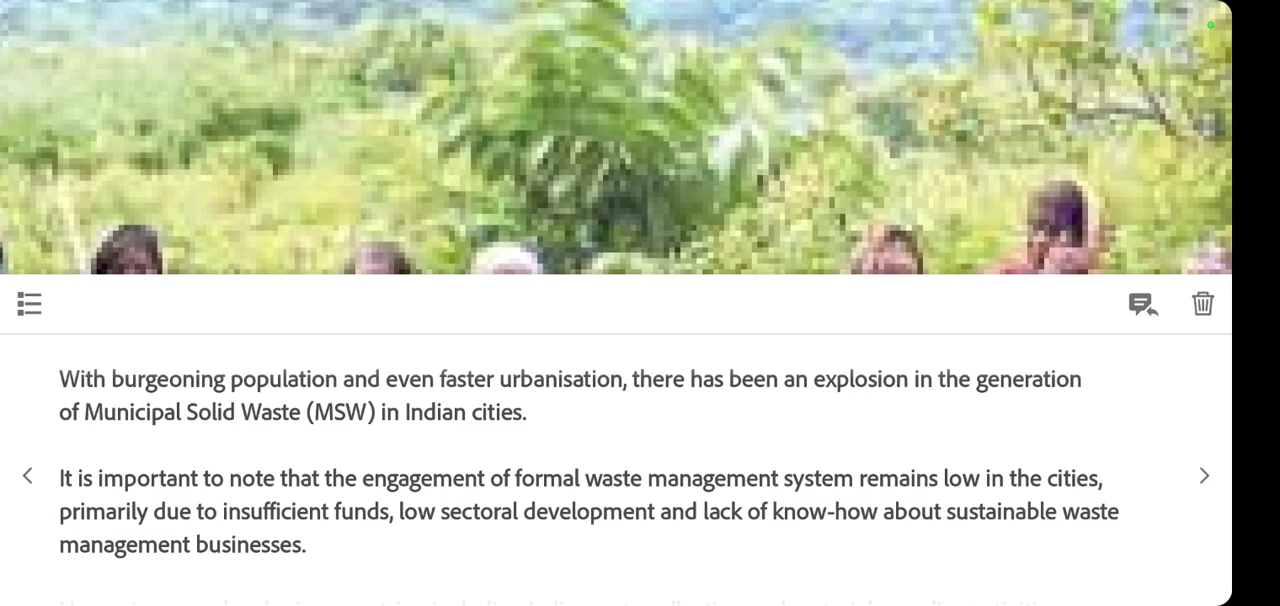 With burgeoning population and even faster urbanisation, there has been an explosion in the generation
of Municipal Solid Waste (MSW) in Indian cities.
It is important to note that the engagement of formal waste management system remains low in the cities,
primarily due to insufficient funds, low sectoral development and lack of know-how about sustainable waste
management businesses.